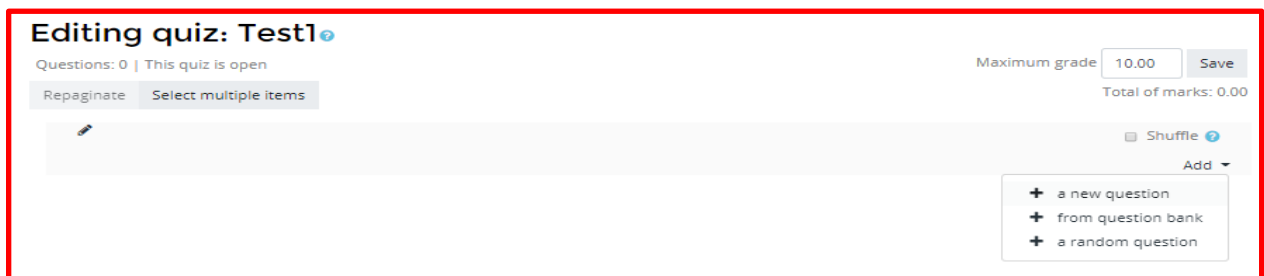 Editing quiz: Test1
Questions: 0 | This quiz is open
Maximum grade 10.00 Save
Repaginate Select multiple items
Total of marks: 0.00
Shuffle
Add
a new question
from question bank
a random question